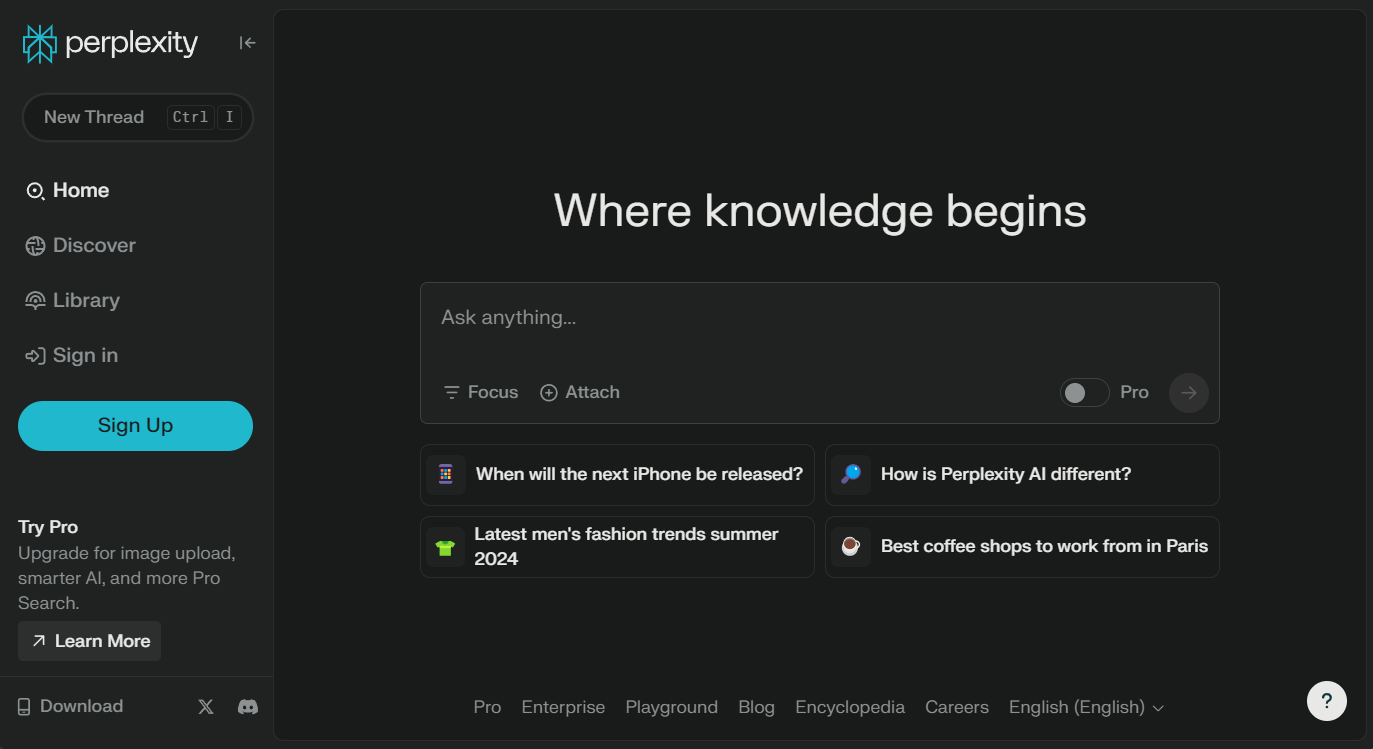 perplexity
New Thread Ctrl I
Home
Discover
Library
Sign in
Sign Up
Try Pro
Upgrade for image upload,
smarter AI, and more Pro
Search.
Learn More
Download
Where knowledge begins
Ask anything...
Focus Attach Pro
When will the next iPhone be released?
How is Perplexity AI different?
Latest men's fashion trends summer
2024
Best coffee shops to work from in Paris
Pro Enterprise Playground Blog Encyclopedia Careers English (English)
?